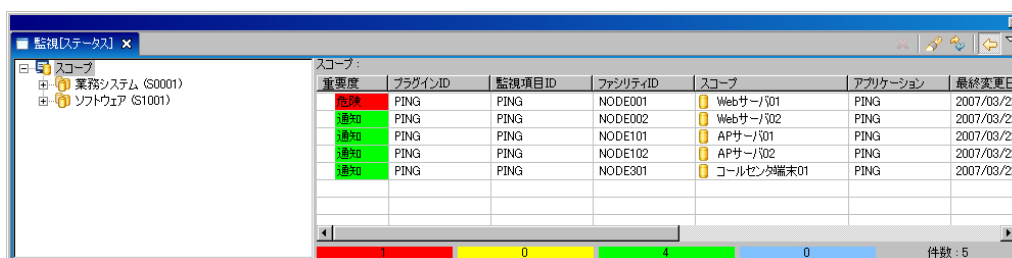 監視[ステータス]
スコープ
業務システム (S0001)
ソフトウェア (S1001)
スコープ :
重要度 プラグインID 監視項目ID ファシリティID スコープ アプリケーション 最終変更日
危険 PING PING NODE001 Webサーバ01 PING 2007/03/2
通知 PING PING NODE002 Webサーバ02 PING 2007/03/2
通知 PING PING NODE101 APサーバ01 PING 2007/03/2
通知 PING PING NODE102 APサーバ02 PING 2007/03/2
通知 PING PING NODE301 コールセンタ端末01 PING 2007/03/2
1 0 4 0 件数 : 5